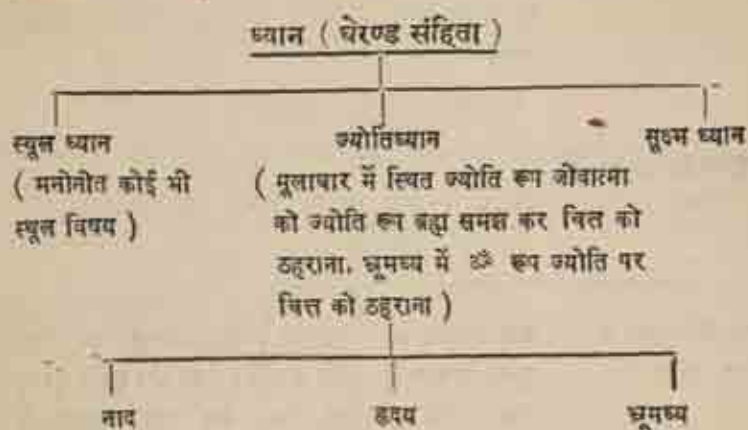 ध्यान ( घेरण्ड संहिता )
स्थूल ध्यान ज्योतिध्यान सूक्ष्म ध्यान
( मनोनीत कोई भी ( मूलाधार में स्थित ज्योति रूप जीवात्मा
स्थूल विषय ) को ज्योति रूप ब्रह्म समझ कर चित्त को
ठहराना. भ्रूमध्य में ॐ रूप ज्योति पर
चित्त को ठहराना )
नाद हृदय भ्रूमध्य